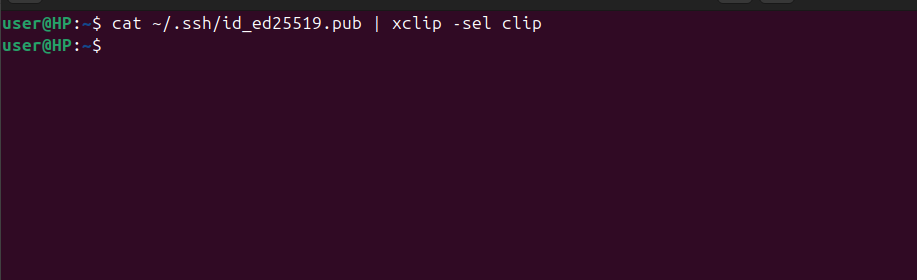 user@HP:~$ cat ~/.ssh/id_ed25519.pub | xclip -sel clip
user@HP:~$